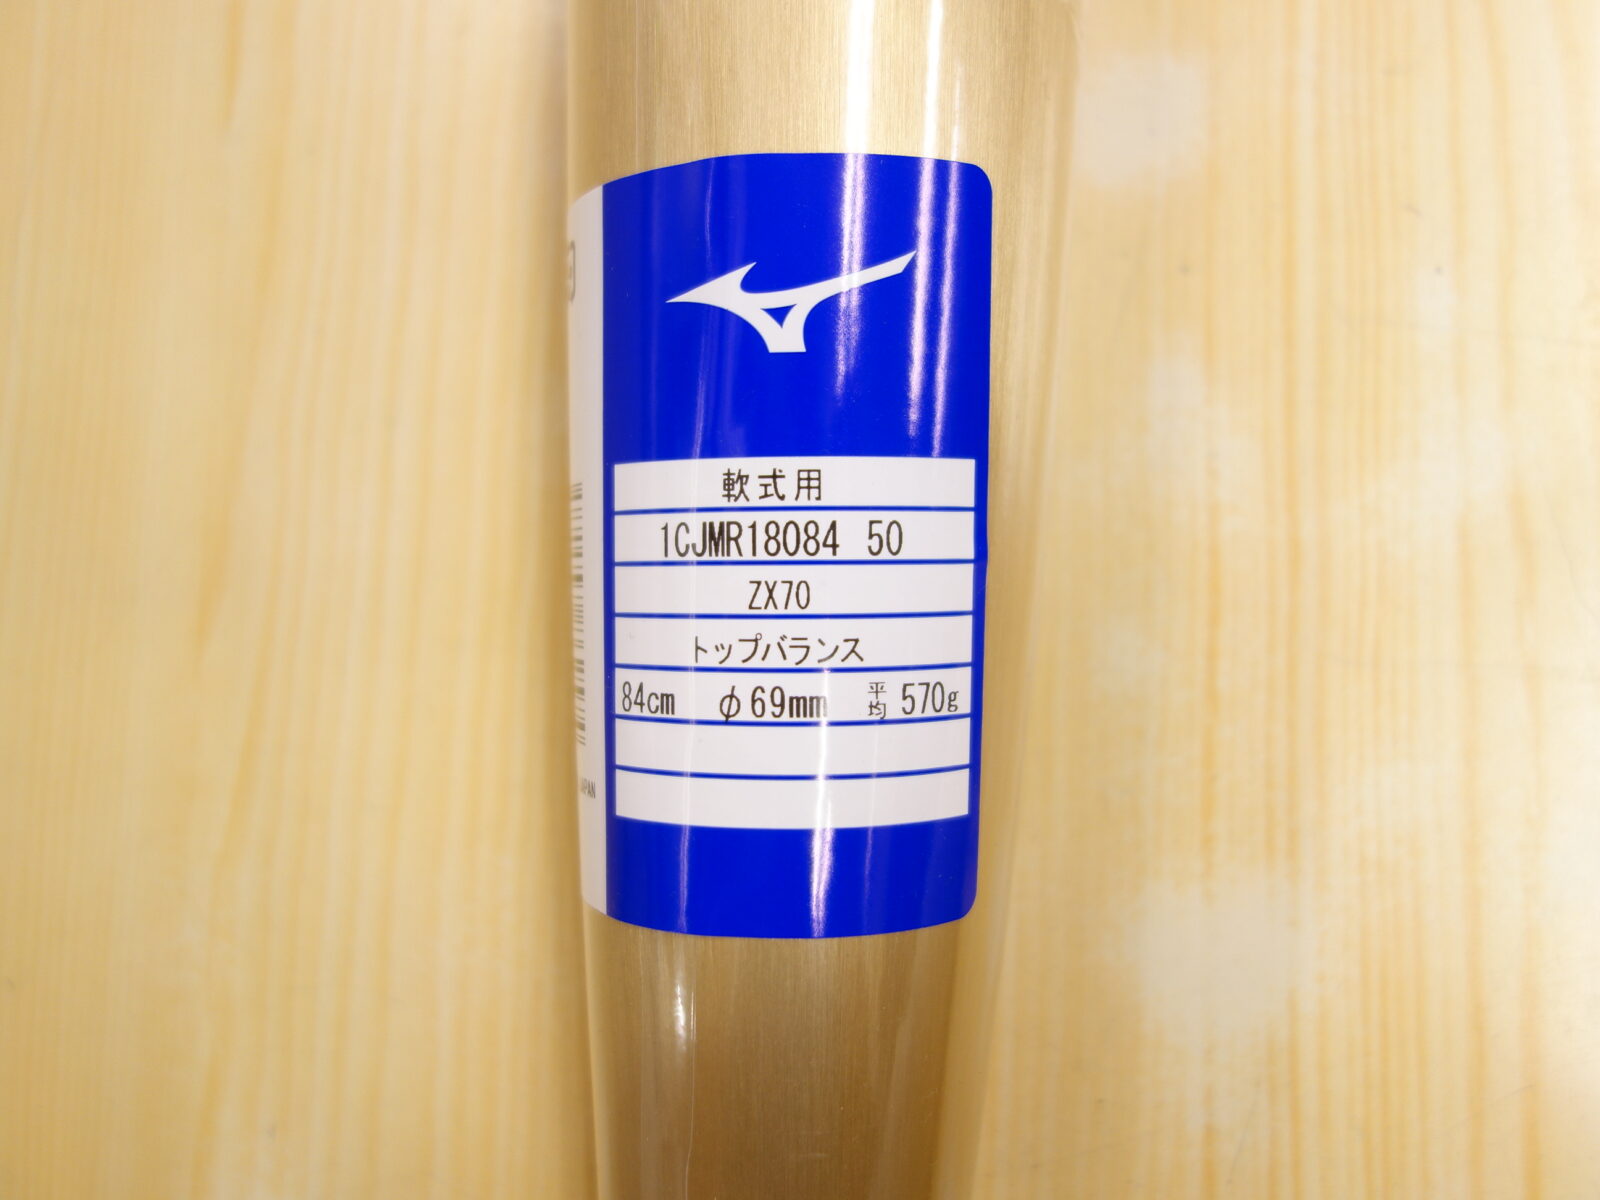 軟式用
1CJMR18084 50
ZX70
トップバランス
84cm φ69mm 平均 570g